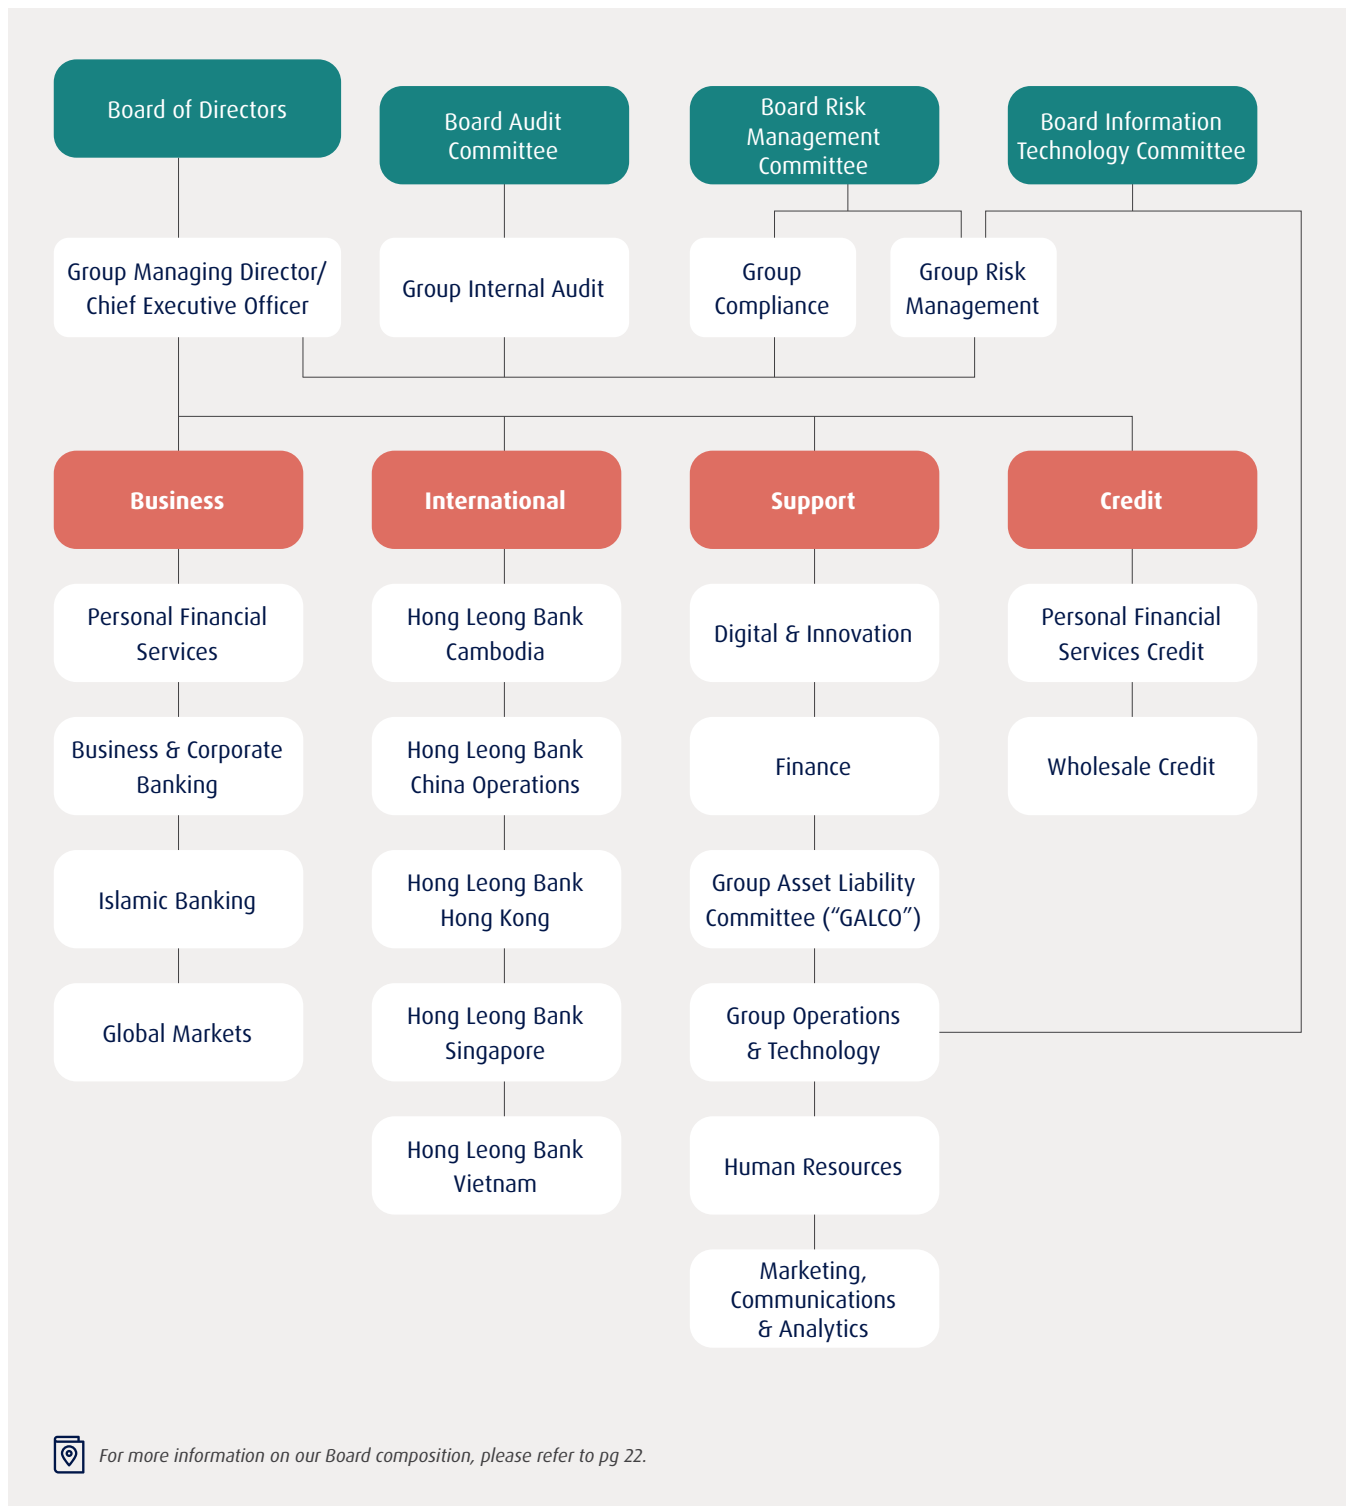 Board of Directors
Board Audit
Committee
Board Risk
Management
Committee
Board Information
Technology Committee
Group Managing Director/
Chief Executive Officer
Group Internal Audit
Group
Compliance
Group Risk
Management
Business
International
Support
Credit
Personal Financial
Services
Business & Corporate
Banking
Islamic Banking
Global Markets
Hong Leong Bank
Cambodia
Hong Leong Bank
China Operations
Hong Leong Bank
Hong Kong
Hong Leong Bank
Singapore
Hong Leong Bank
Vietnam
Digital & Innovation
Finance
Group Asset Liability
Committee (“GALCO”)
Group Operations
& Technology
Human Resources
Marketing,
Communications
& Analytics
Personal Financial
Services Credit
Wholesale Credit
For more information on our Board composition, please refer to pg 22.